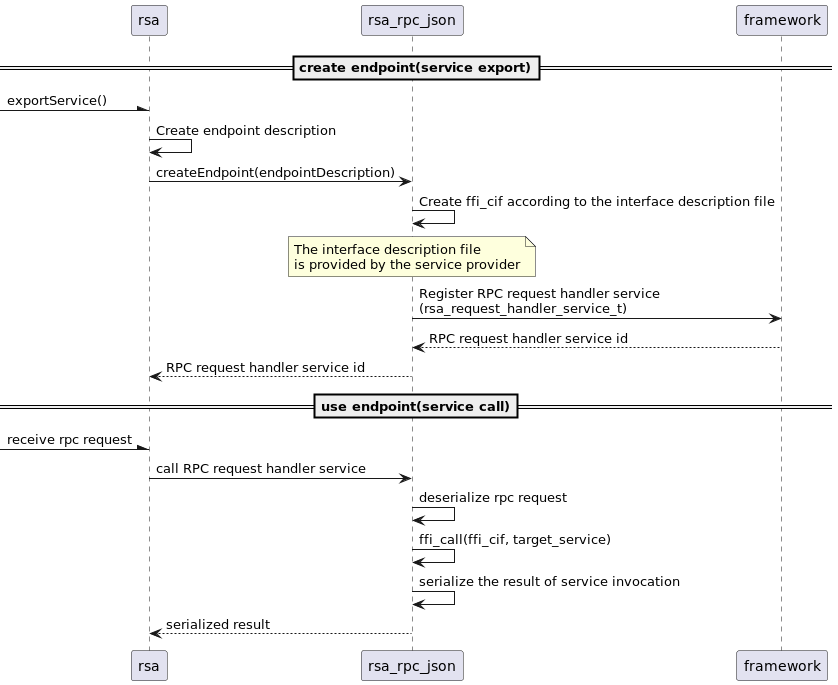 rsa rsa_rpc_json framework
create endpoint(service export)
exportService()
Create endpoint description
createEndpoint(endpointDescription)
Create ffi_cif according to the interface description file
The interface description file
is provided by the service provider
Register RPC request handler service
(rsa_request_handler_service_t)
RPC request handler service id
RPC request handler service id
use endpoint(service call)
receive rpc request
call RPC request handler service
deserialize rpc request
ffi_call(ffi_cif, target_service)
serialize the result of service invocation
serialized result
rsa rsa_rpc_json framework